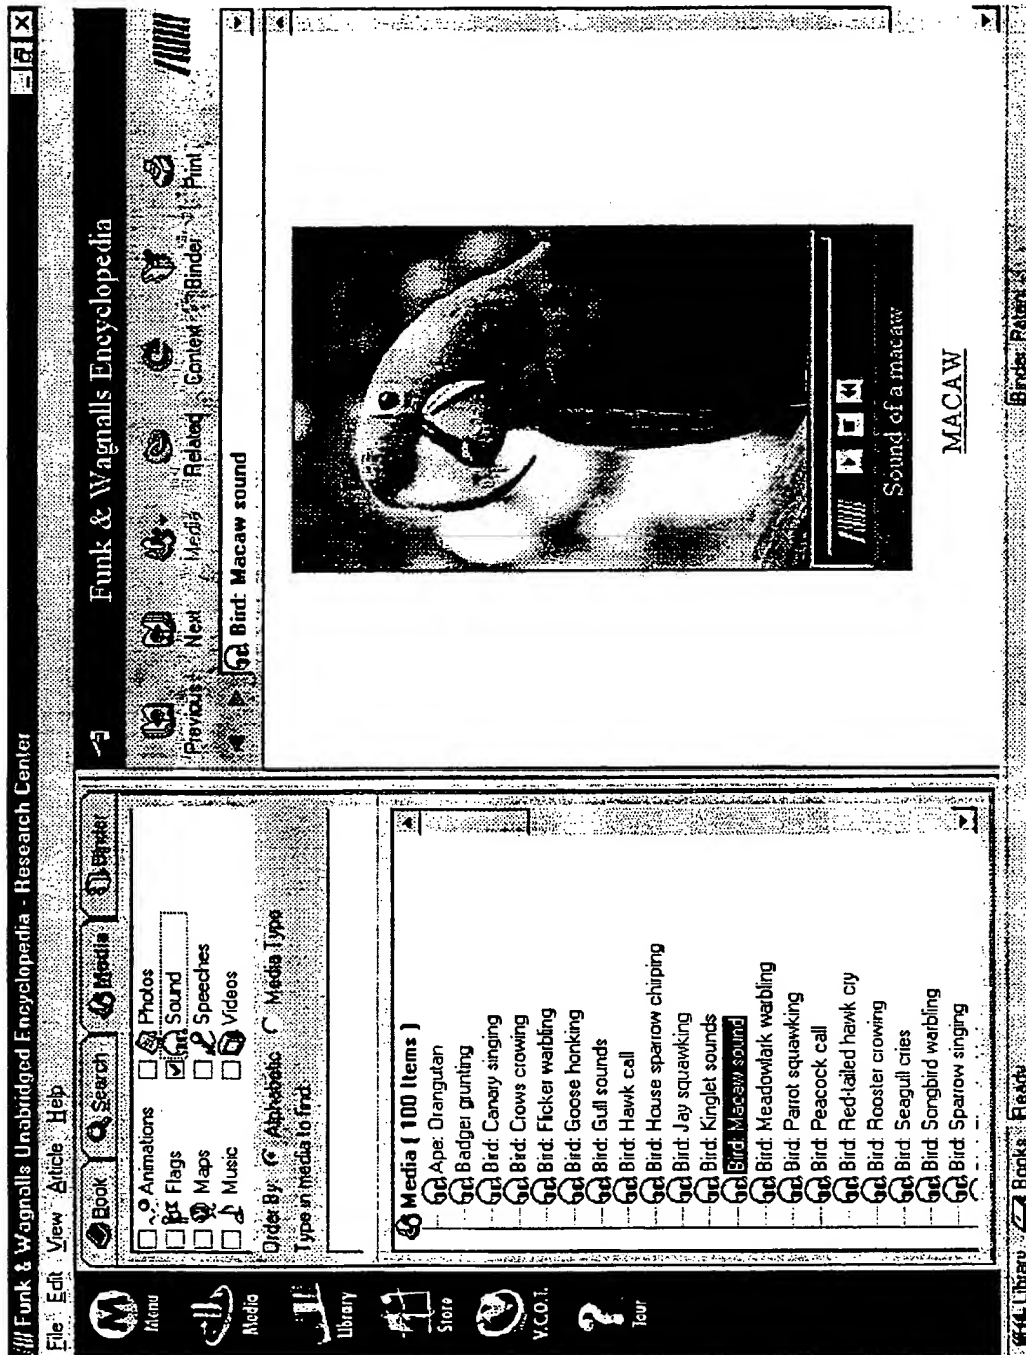 Funk & Wagnalls Unabridged Encyclopedia - Research Center
File Edit View Article Help
Menu
Media
Library
Store
V.C.O.T.
Tour
Book Search Media Binder
Animations Photos
Flags Sound
Maps Speeches
Music Videos
Order By: Alphabetic Media Type
Type in media to find:
Media ( 100 Items )
Ape: Orangutan
Badger grunting
Bird: Canary singing
Bird: Crows crowing
Bird: Flicker warbling
Bird: Goose honking
Bird: Gull sounds
Bird: Hawk call
Bird: House sparrow chirping
Bird: Jay squawking
Bird: Kinglet sounds
Bird: Macaw sound
Bird: Meadowlark warbling
Bird: Parrot squawking
Bird: Peacock call
Bird: Red-tailed hawk cry
Bird: Rooster crowing
Bird: Seagull cries
Bird: Songbird warbling
Bird: Sparrow singing
Funk & Wagnalls Encyclopedia
Previous Next Media Related Context Binder Print
Bird: Macaw sound
Sound of a macaw
MACAW
Library Books Ready
Binder: Patent